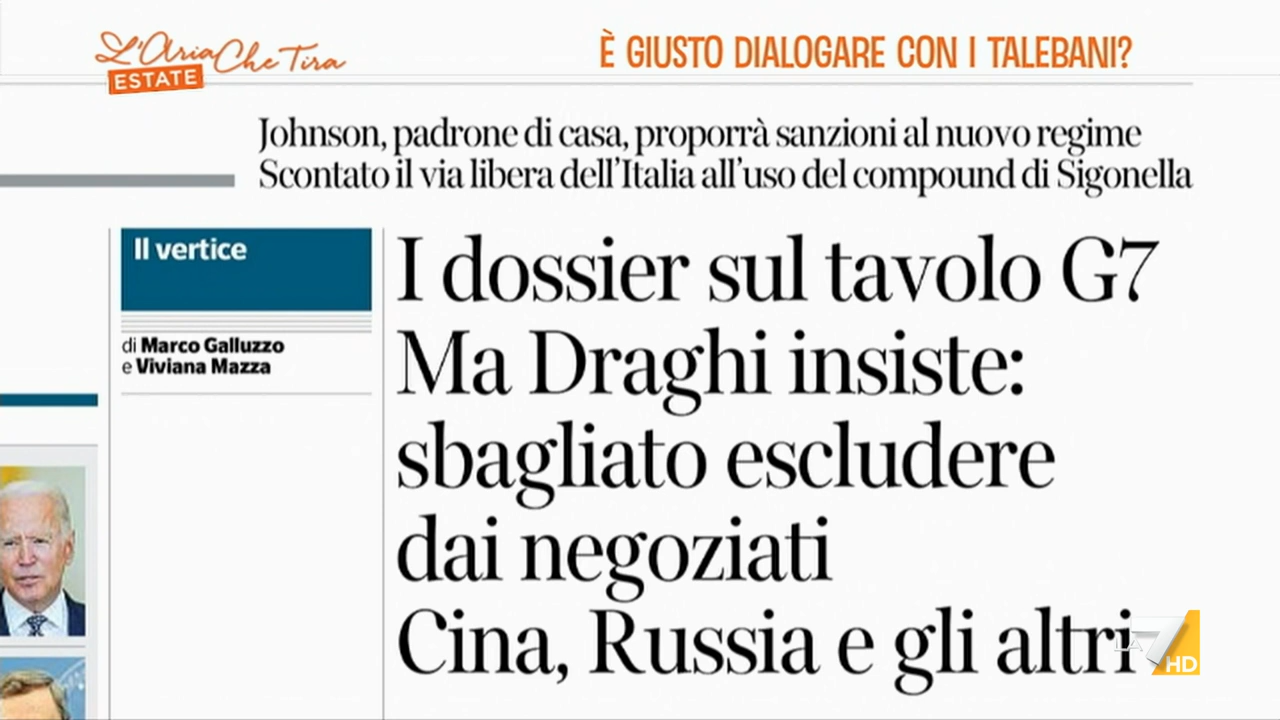 L'Aria Che Tira
ESTATE
È GIUSTO DIALOGARE CON I TALEBANI?
Johnson, padrone di casa, proporrà sanzioni al nuovo regime
Scontato il via libera dell'Italia all'uso del compound di Sigonella
Il vertice
di Marco Galluzzo
e Viviana Mazza
I dossier sul tavolo G7
Ma Draghi insiste:
sbagliato escludere
dai negoziati
Cina, Russia e gli altri
LA 7 HD